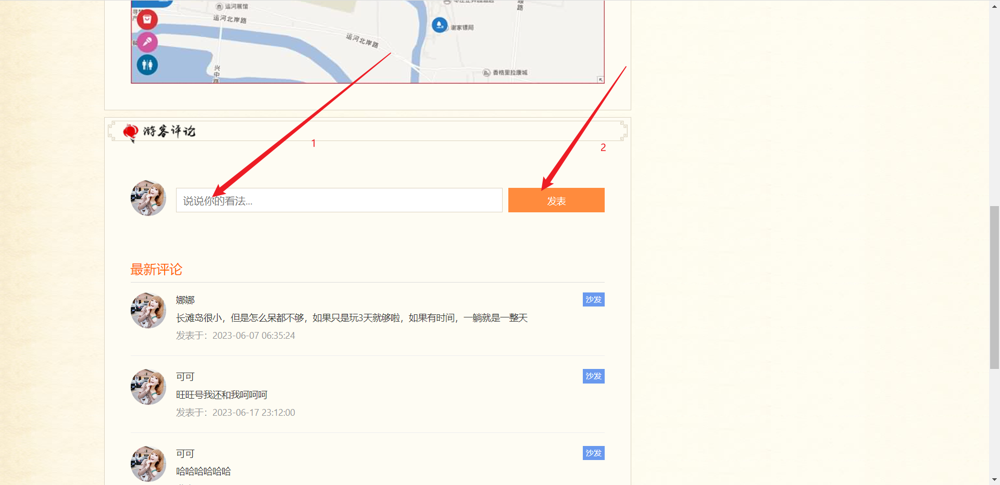 运河展馆
顺
路
寻
产
运河北岸路
谢家镖局
运河北岸路
兴
中
路
香格里拉康城
游客评论
1
2
说说你的看法...
发表
最新评论
娜娜
沙发
长滩岛很小，但是怎么呆都不够，如果只是玩3天就够啦，如果有时间，一躺就是一整天
发表于：2023-06-07 06:35:24
可可
沙发
旺旺号我还和我呵呵呵
发表于：2023-06-17 23:12:00
可可
沙发
哈哈哈哈哈哈